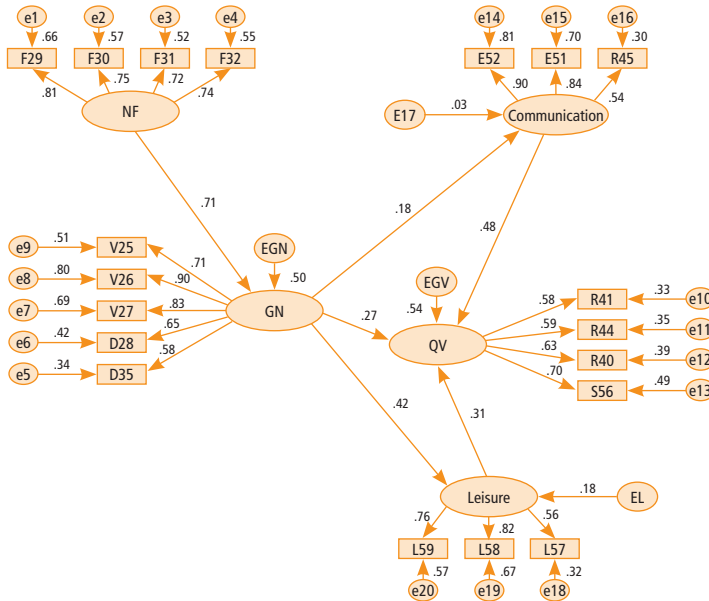 e1 e2 e3 e4 e14 e15 e16
.66 .57 .52 .55 .81 .70 .30
F29 F30 F31 F32 E52 E51 R45
.81 .75 .72 .74 .90 .84 .54
NF E17 .03 Communication
.71 .18 .48
e9 .51 V25 .71 EGN
e8 .80 V26 .90 .50 EGV
e7 .69 V27 .83 GN .27 .54 QV
e6 .42 D28 .65
e5 .34 D35 .58
.58 R41 .33 e10
.59 R44 .35 e11
.63 R40 .39 e12
.70 S56 .49 e13
.42 .31
Leisure .18 EL
.76 .82 .56
L59 L58 L57
.57 .67 .32
e20 e19 e18